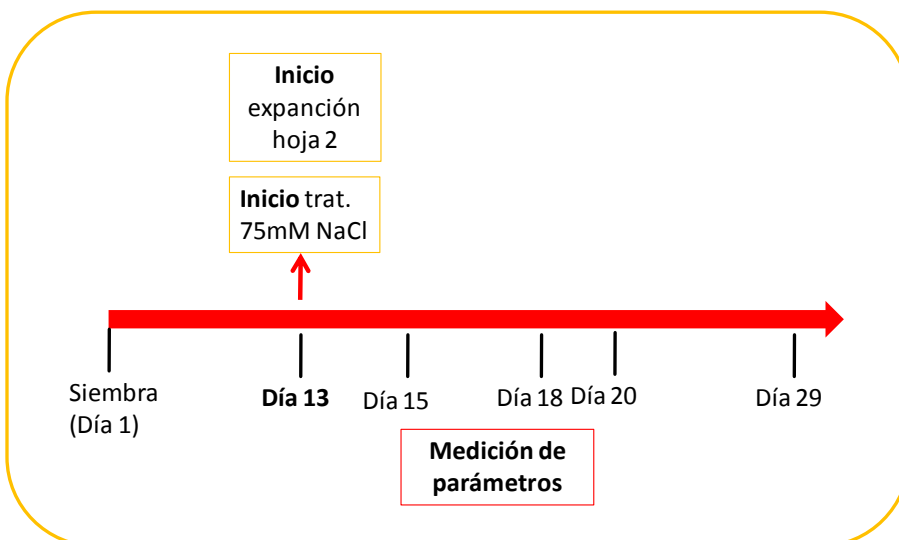 Inicio
expanción
hoja 2
Inicio trat.
75mM NaCl
Siembra
(Día 1)
Día 13
Día 15
Día 18
Día 20
Día 29
Medición de
parámetros